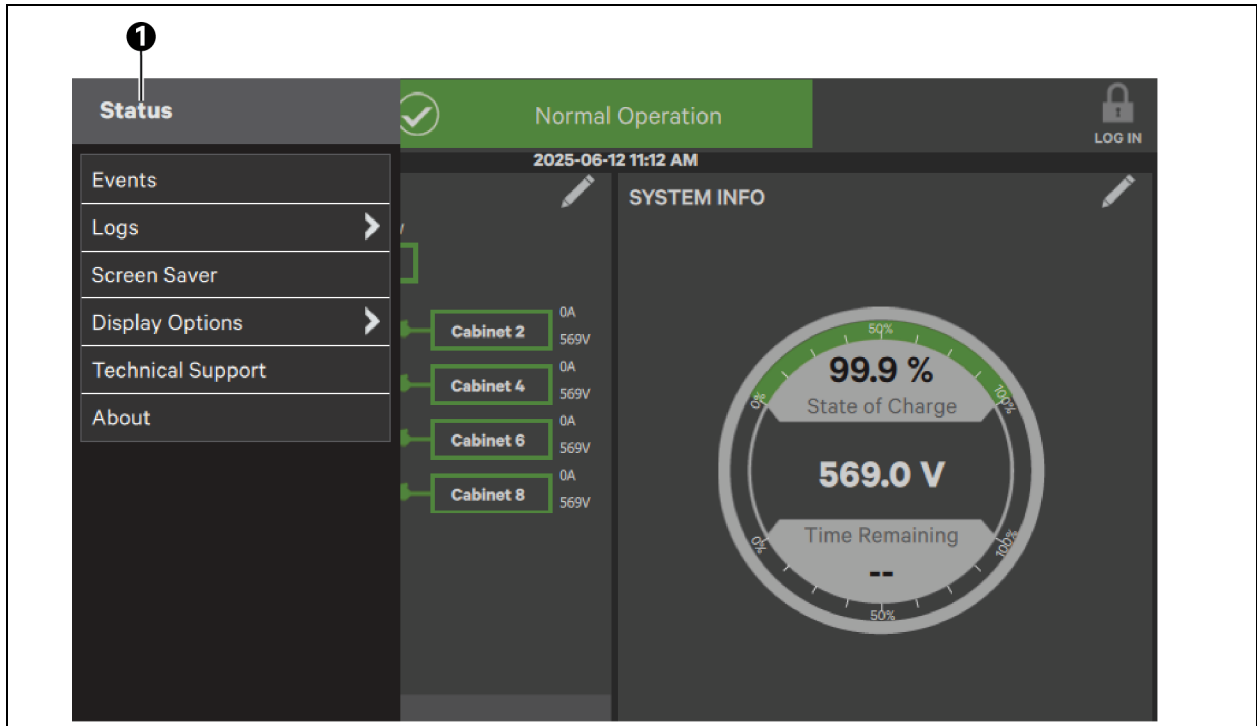 1
Status
Normal Operation
LOG IN
2025-06-12 11:12 AM
Events
Logs
Screen Saver
Display Options
Technical Support
About
Cabinet 2
0A
569V
Cabinet 4
0A
569V
Cabinet 6
0A
569V
Cabinet 8
0A
569V
SYSTEM INFO
50%
0%
100%
99.9 %
State of Charge
569.0 V
Time Remaining
--
0%
100%
50%